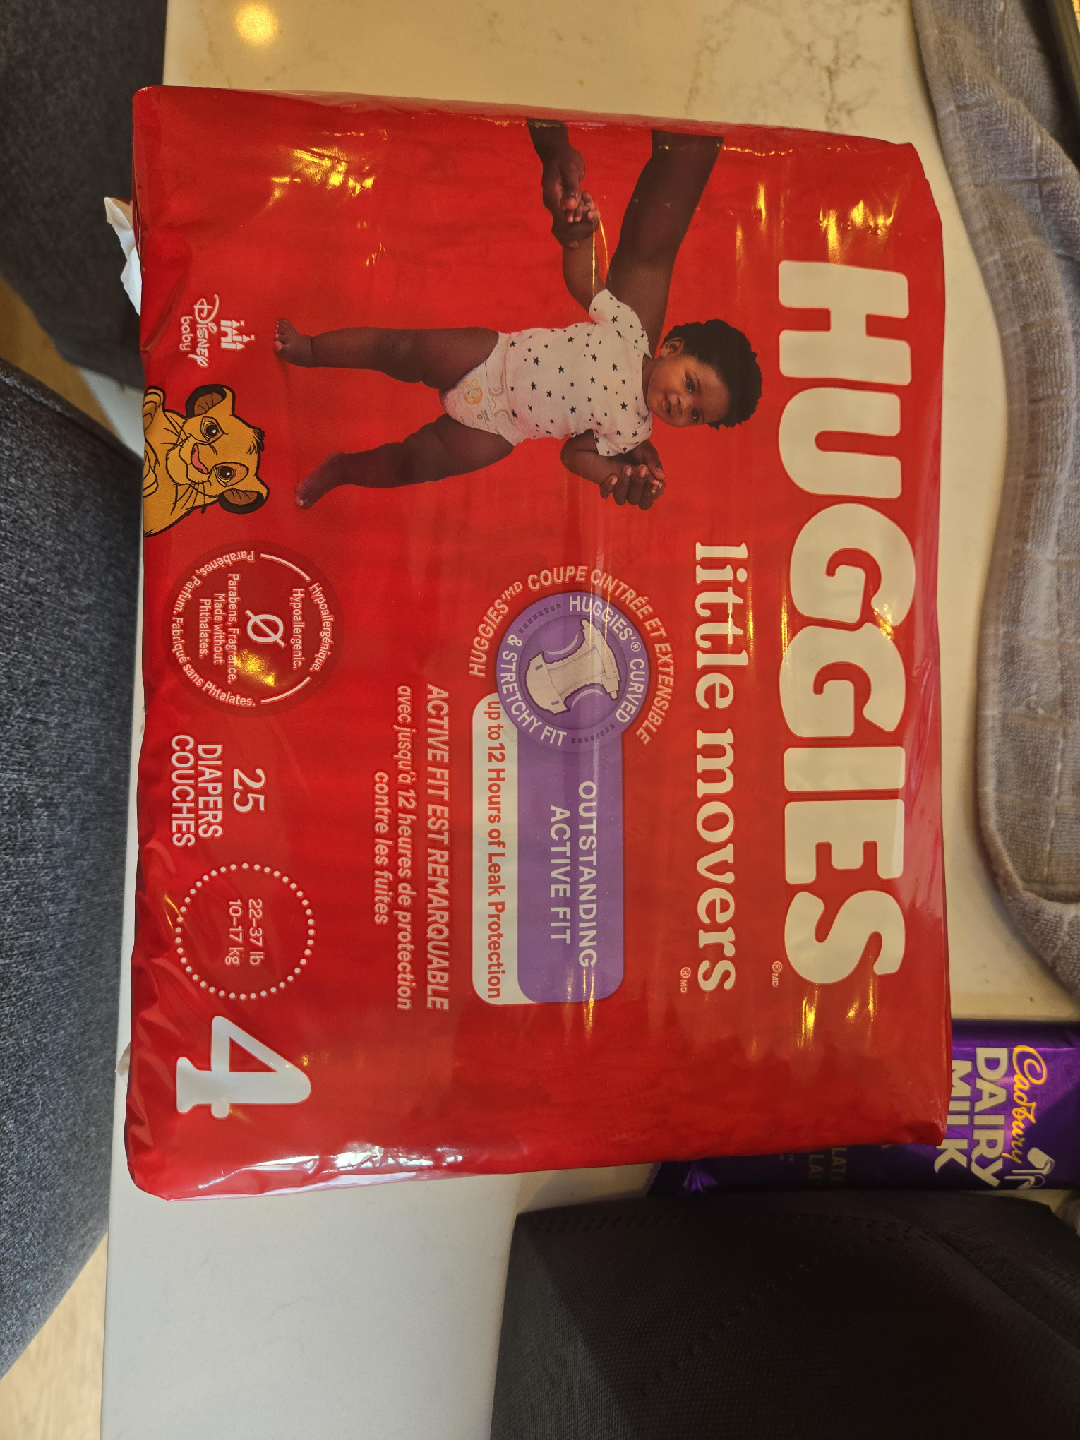 HUGGIES
®MD
little movers
®MD
HUGGIES®MD COUPE CINTRÉE ET EXTENSIBLE
HUGGIES® CURVED
& STRETCHY FIT
OUTSTANDING
ACTIVE FIT
up to 12 Hours of Leak Protection
ACTIVE FIT EST REMARQUABLE
avec jusqu'à 12 heures de protection
contre les fuites
DISNEY
baby
Hypoallergénique.
Hypoallergenic.
Parabens, Fragrance.
Made without
Phthalates,
Parabènes, Parfum. Fabriqué sans Phtalates,
25
DIAPERS
COUCHES
22–37 lb
10–17 kg
4
Cadbury
DAIRY
MILK